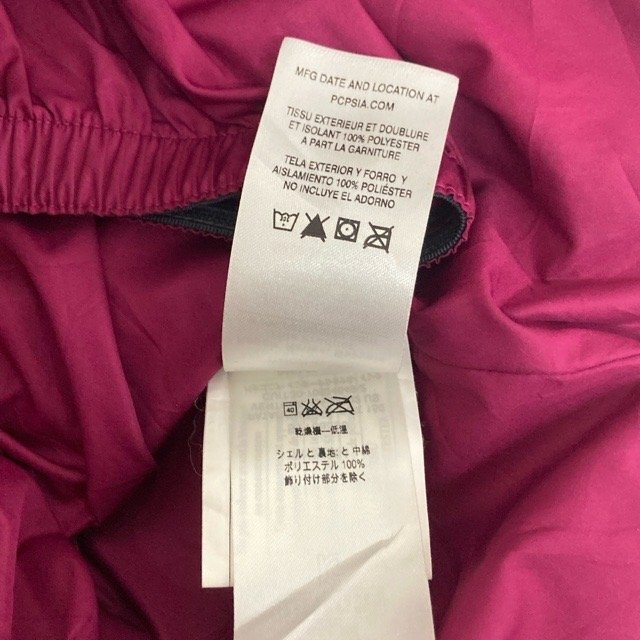 MFG DATE AND LOCATION AT
PCPSIA.COM
TISSU EXTERIEUR ET DOUBLURE
ET ISOLANT 100% POLYESTER
A PART LA GARNITURE
TELA EXTERIOR Y FORRO Y
AISLAMIENTO 100% POLIÉSTER
NO INCLUYE EL ADORNO
40
乾燥機—低温
シェルと裏地:と中綿
ポリエステル100%
飾り付け部分を除く